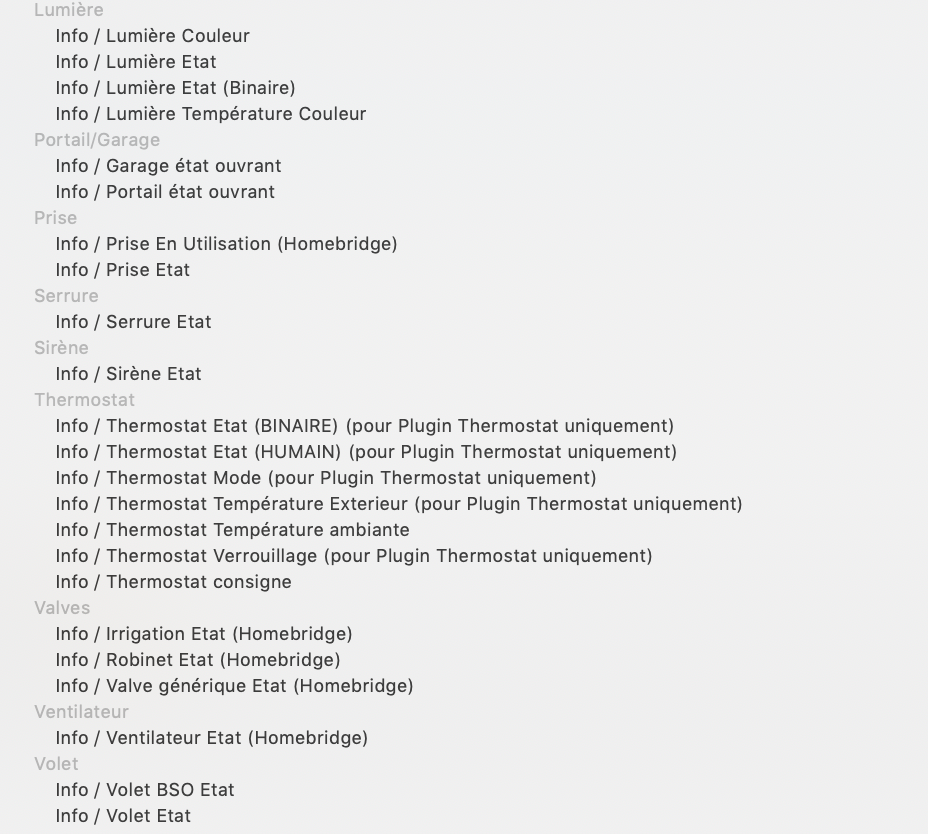 Lumière
Info / Lumière Couleur
Info / Lumière Etat
Info / Lumière Etat (Binaire)
Info / Lumière Température Couleur
Portail/Garage
Info / Garage état ouvrant
Info / Portail état ouvrant
Prise
Info / Prise En Utilisation (Homebridge)
Info / Prise Etat
Serrure
Info / Serrure Etat
Sirène
Info / Sirène Etat
Thermostat
Info / Thermostat Etat (BINAIRE) (pour Plugin Thermostat uniquement)
Info / Thermostat Etat (HUMAIN) (pour Plugin Thermostat uniquement)
Info / Thermostat Mode (pour Plugin Thermostat uniquement)
Info / Thermostat Température Exterieur (pour Plugin Thermostat uniquement)
Info / Thermostat Température ambiante
Info / Thermostat Verrouillage (pour Plugin Thermostat uniquement)
Info / Thermostat consigne
Valves
Info / Irrigation Etat (Homebridge)
Info / Robinet Etat (Homebridge)
Info / Valve générique Etat (Homebridge)
Ventilateur
Info / Ventilateur Etat (Homebridge)
Volet
Info / Volet BSO Etat
Info / Volet Etat